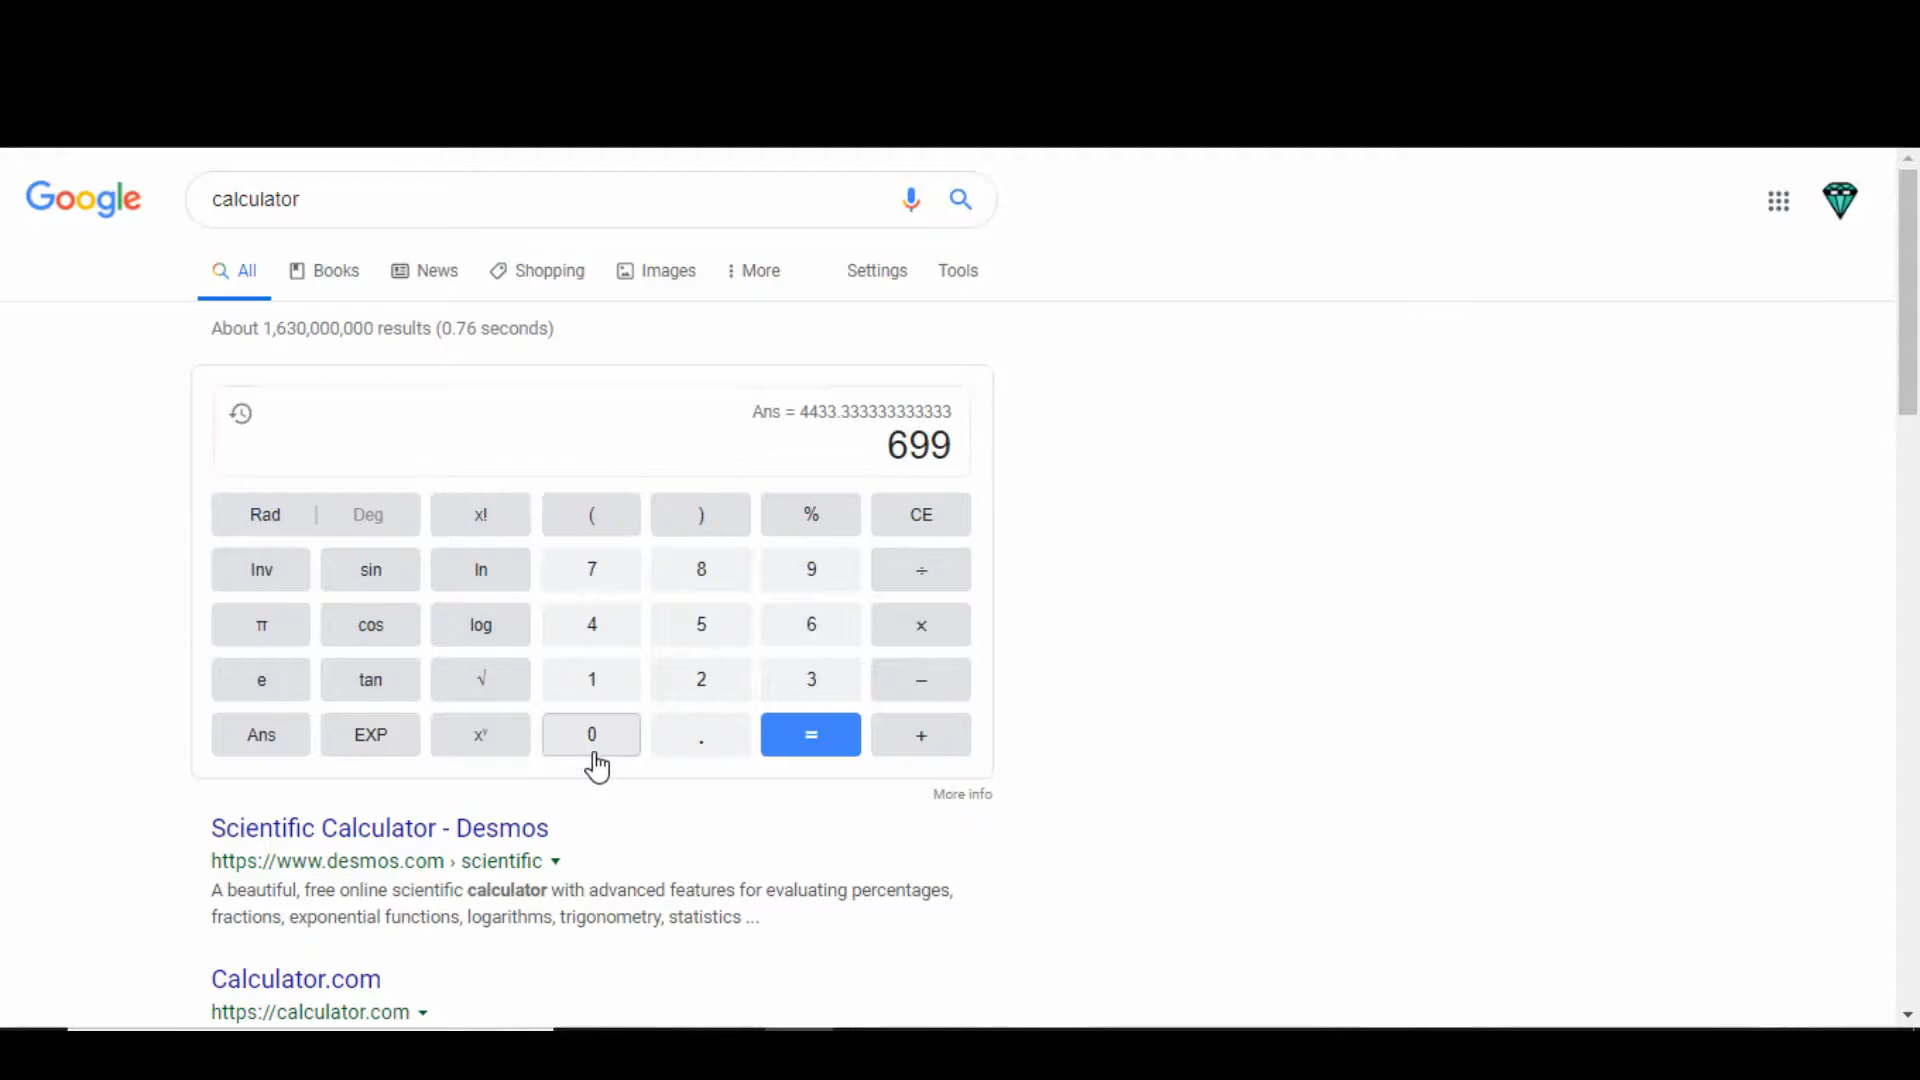 Google
calculator
All Books News Shopping Images More Settings Tools
About 1,630,000,000 results (0.76 seconds)
Ans = 4433.333333333333
699
Rad | Deg x! ( ) % CE
Inv sin ln 7 8 9 ÷
π cos log 4 5 6 ×
e tan √ 1 2 3 −
Ans EXP xʸ 0 . = +
More info
Scientific Calculator - Desmos
https://www.desmos.com › scientific
A beautiful, free online scientific calculator with advanced features for evaluating percentages,
fractions, exponential functions, logarithms, trigonometry, statistics ...
Calculator.com
https://calculator.com